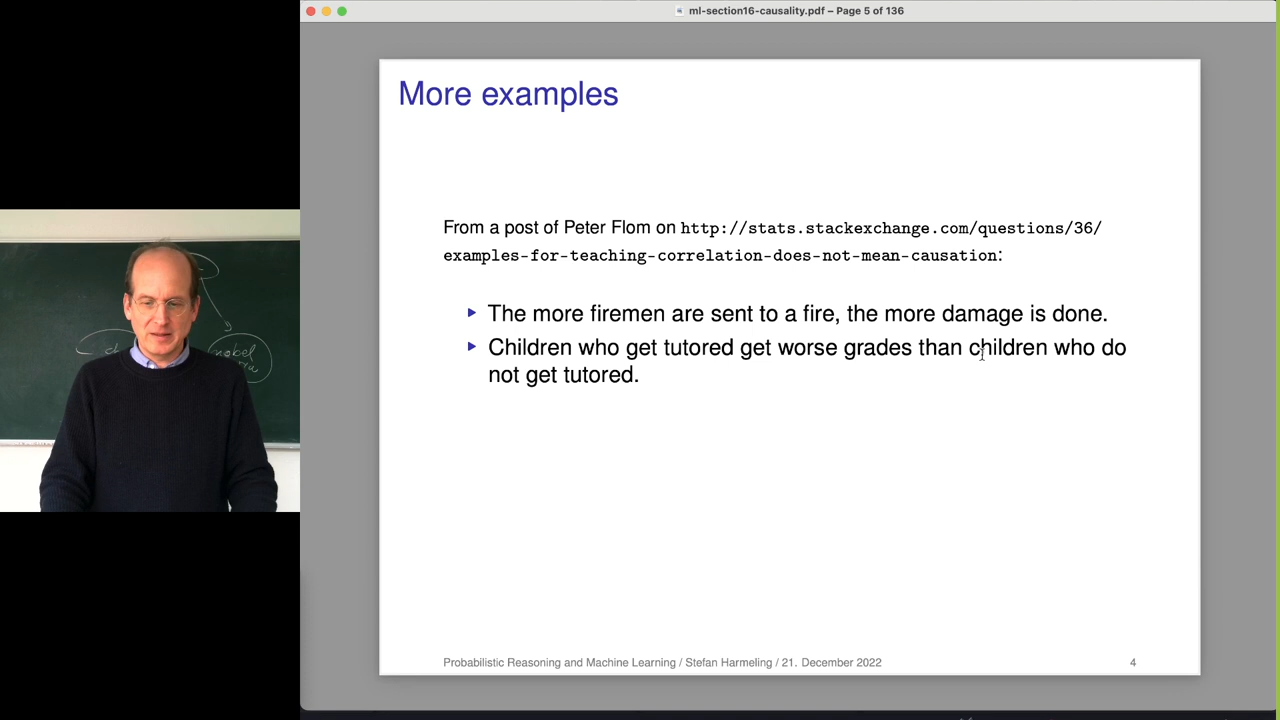 ml-section16-causality.pdf – Page 5 of 136
More examples
From a post of Peter Flom on http://stats.stackexchange.com/questions/36/
examples-for-teaching-correlation-does-not-mean-causation:
The more firemen are sent to a fire, the more damage is done.
Children who get tutored get worse grades than children who do
not get tutored.
Probabilistic Reasoning and Machine Learning / Stefan Harmeling / 21. December 2022
4
nobel